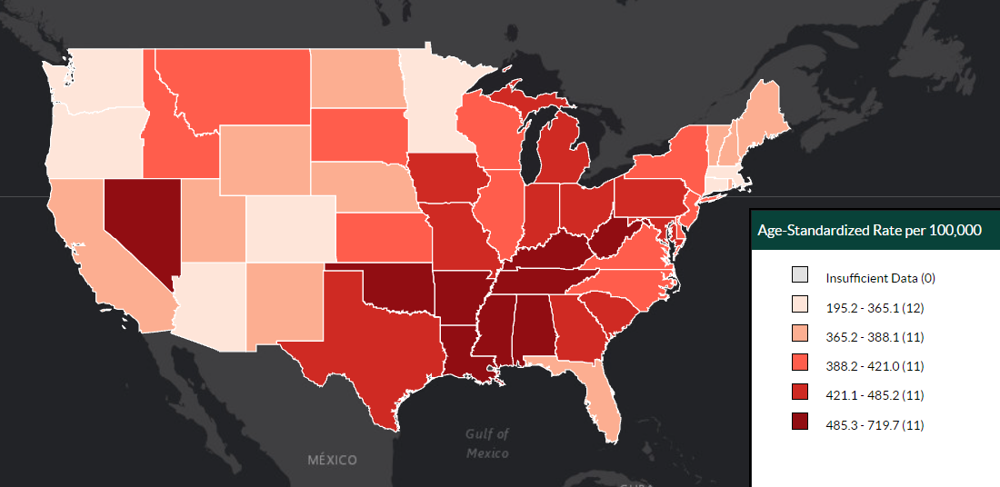 Age-Standardized Rate per 100,000
Insufficient Data (0)
195.2 - 365.1 (12)
365.2 - 388.1 (11)
388.2 - 421.0 (11)
421.1 - 485.2 (11)
485.3 - 719.7 (11)
Gulf of
Mexico
MÉXICO
CUBA